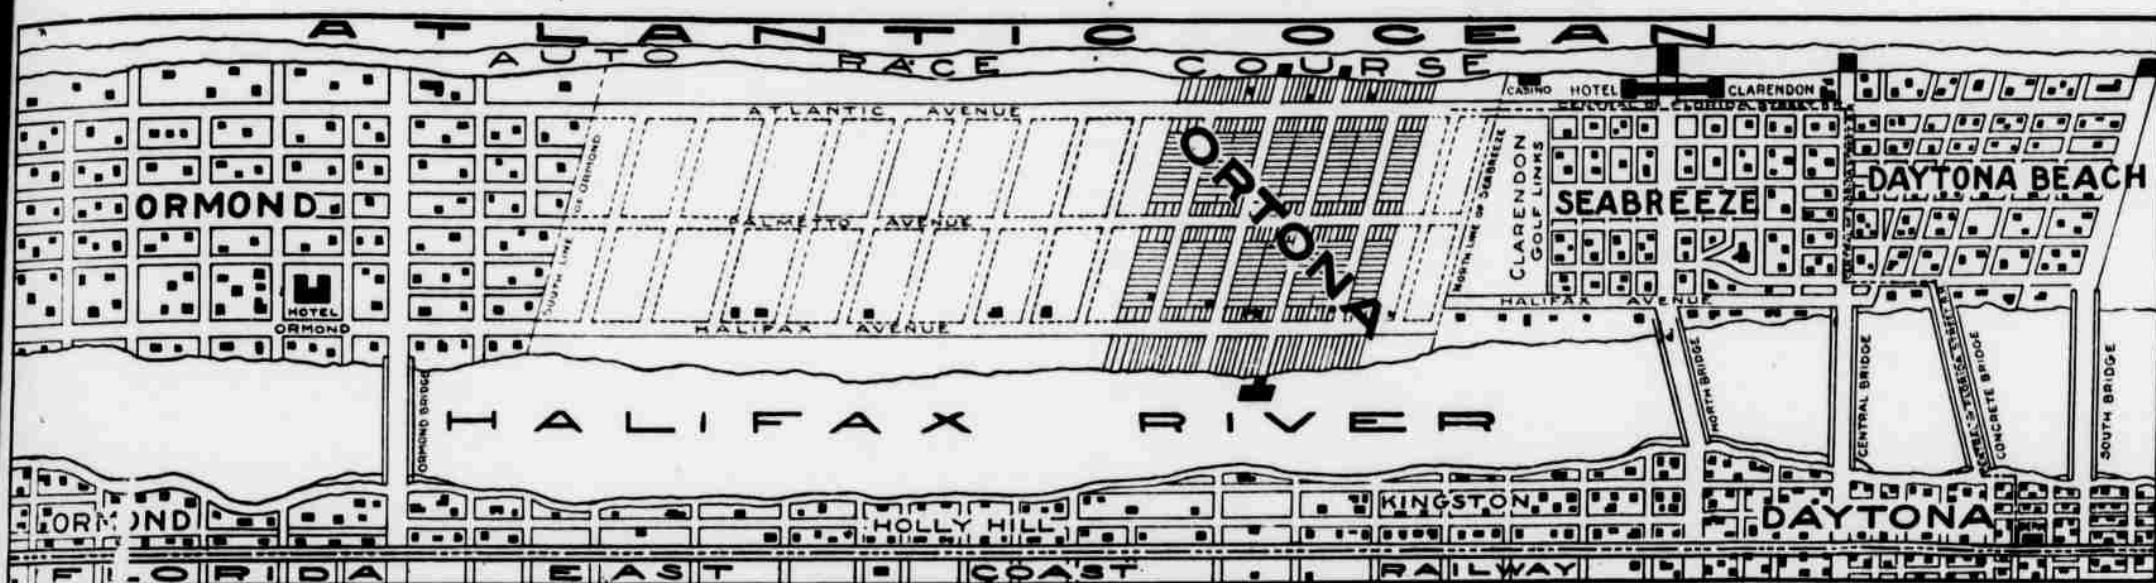 ATLANTIC OCEAN
AUTO RACE COURSE
CASINO HOTEL CLARENDON
ATLANTIC AVENUE
SOUTH LINE OF ORMOND
ORMOND
ORTONA
NORTH LINE OF SEABREEZE
CLARENDON
GOLF LINKS
SEABREEZE
DAYTONA BEACH
PALMETTO AVENUE
HOTEL
ORMOND
HALIFAX AVENUE
HALIFAX AVENUE
ORMOND BRIDGE
HALIFAX RIVER
NORTH BRIDGE
CENTRAL BRIDGE
CONCRETE BRIDGE
SOUTH BRIDGE
ORMOND
HOLLY HILL
KINGSTON
DAYTONA
FLORIDA EAST COAST RAILWAY